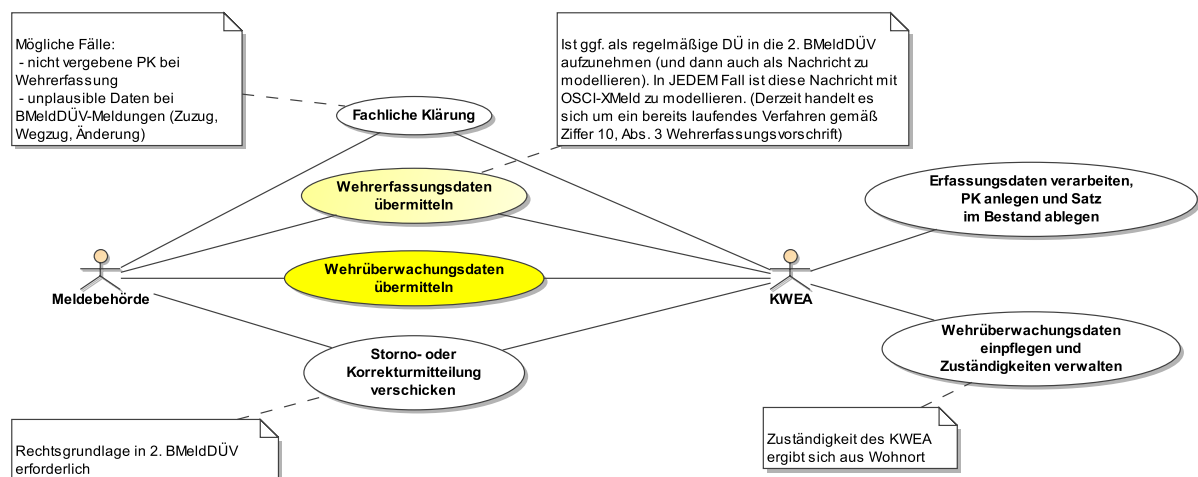 Mögliche Fälle:
- nicht vergebene PK bei
Wehrerfassung
- unplausible Daten bei
BMeldDÜV-Meldungen (Zuzug,
Wegzug, Änderung)
Ist ggf. als regelmäßige DÜ in die 2. BMeldDÜV
aufzunehmen (und dann auch als Nachricht zu
modellieren). In JEDEM Fall ist diese Nachricht mit
OSCI-XMeld zu modellieren. (Derzeit handelt es
sich um ein bereits laufendes Verfahren gemäß
Ziffer 10, Abs. 3 Wehrerfassungsvorschrift)
Fachliche Klärung
Wehrerfassungsdaten
übermitteln
Erfassungsdaten verarbeiten,
PK anlegen und Satz
im Bestand ablegen
Meldebehörde
Wehrüberwachungsdaten
übermitteln
KWEA
Storno- oder
Korrekturmitteilung
verschicken
Wehrüberwachungsdaten
einpflegen und
Zuständigkeiten verwalten
Rechtsgrundlage in 2. BMeldDÜV
erforderlich
Zuständigkeit des KWEA
ergibt sich aus Wohnort